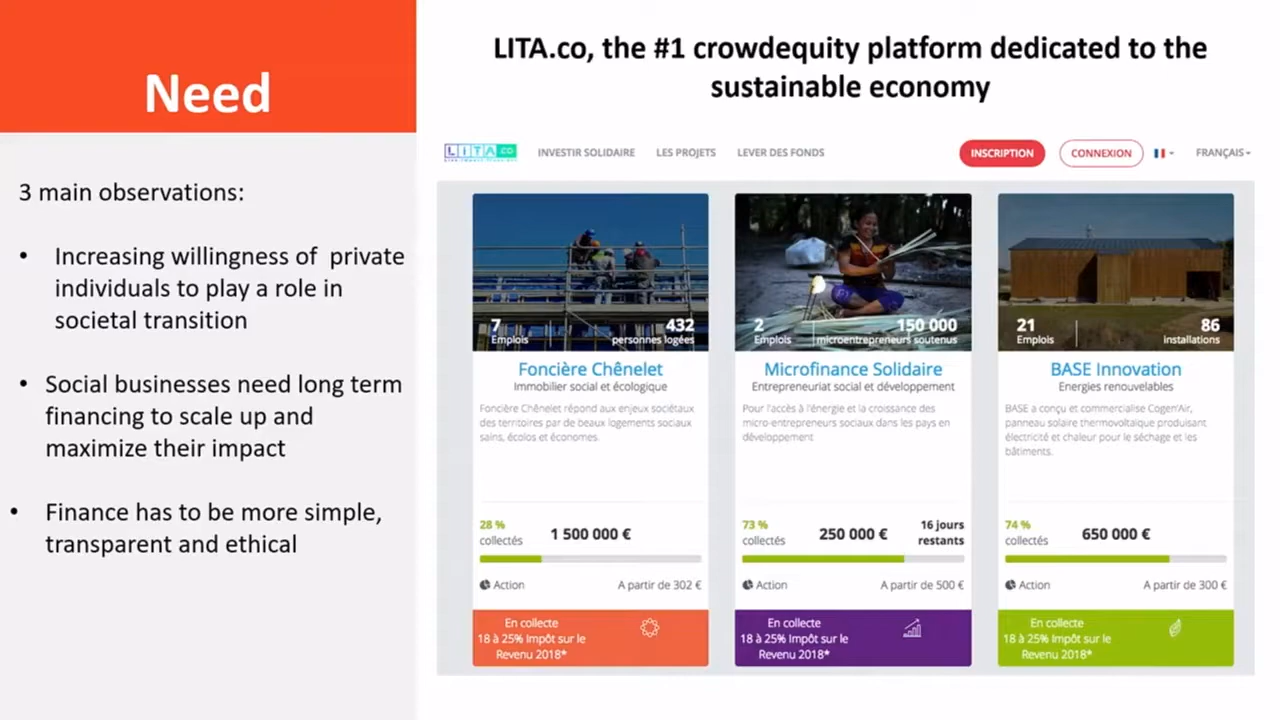 Need
3 main observations:
• Increasing willingness of private
individuals to play a role in
societal transition
• Social businesses need long term
financing to scale up and
maximize their impact
• Finance has to be more simple,
transparent and ethical
LITA.co, the #1 crowdequity platform dedicated to the
sustainable economy
LITA.CO INVESTIR SOLIDAIRE LES PROJETS LEVER DES FONDS INSCRIPTION CONNEXION FRANÇAIS
7 432
Emplois personnes logées
Foncière Chênelet
Immobilier social et écologique
Foncière Chênelet répond aux enjeux sociétaux
des territoires par de beaux logements sociaux
sains, écolos et économes.
28 %
collectés 1 500 000 €
Action A partir de 302 €
En collecte
18 à 25% Impôt sur le
Revenu 2018*
2 150 000
Emplois microentrepreneurs soutenus
Microfinance Solidaire
Entrepreneuriat social et développement
Pour l'accès à l'énergie et la croissance des
micro-entrepreneurs sociaux dans les pays en
développement
73 % 16 jours
collectés 250 000 € restants
Action A partir de 500 €
En collecte
18 à 25% Impôt sur le
Revenu 2018*
21 86
Emplois installations
BASE Innovation
Energies renouvelables
BASE a conçu et commercialise Cogen'Air,
panneau solaire thermovoltaïque produisant
électricité et chaleur pour le séchage et les
bâtiments.
74 %
collectés 650 000 €
Action A partir de 300 €
En collecte
18 à 25% Impôt sur le
Revenu 2018*